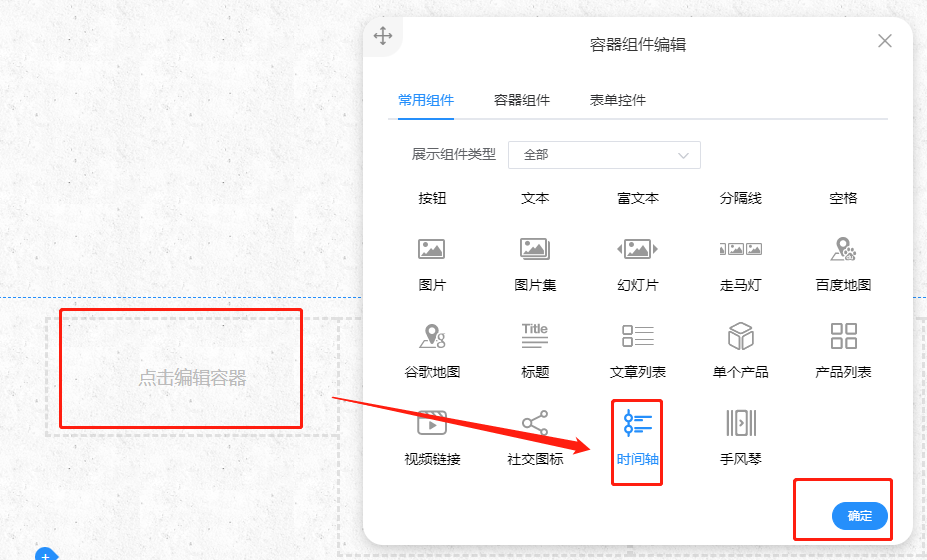 容器组件编辑
常用组件 容器组件 表单控件
展示组件类型 全部
按钮 文本 富文本 分隔线 空格
图片 图片集 幻灯片 走马灯 百度地图
Title
谷歌地图 标题 文章列表 单个产品 产品列表
点击编辑容器
视频链接 社交图标 时间轴 手风琴
确定